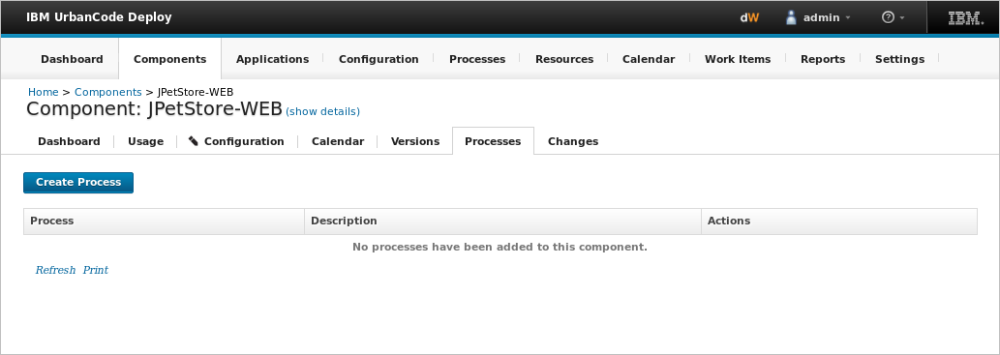 IBM UrbanCode Deploy dW admin ? IBM.
Dashboard Components Applications Configuration Processes Resources Calendar Work Items Reports Settings
Home > Components > JPetStore-WEB
Component: JPetStore-WEB (show details)
Dashboard Usage Configuration Calendar Versions Processes Changes
Create Process
Process Description Actions
No processes have been added to this component.
Refresh Print